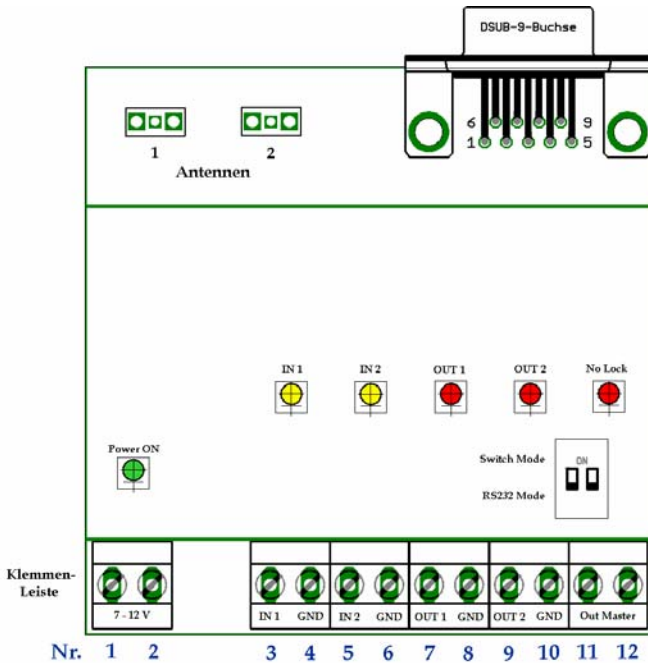 DSUB-9-Buchse
6 9
1 5
1 2
Antennen
IN 1 IN 2 OUT 1 OUT 2 No Lock
Power ON
Switch Mode ON
RS232 Mode
Klemmen-
Leiste
7 - 12 V IN 1 GND IN 2 GND OUT 1 GND OUT 2 GND Out Master
Nr. 1 2 3 4 5 6 7 8 9 10 11 12